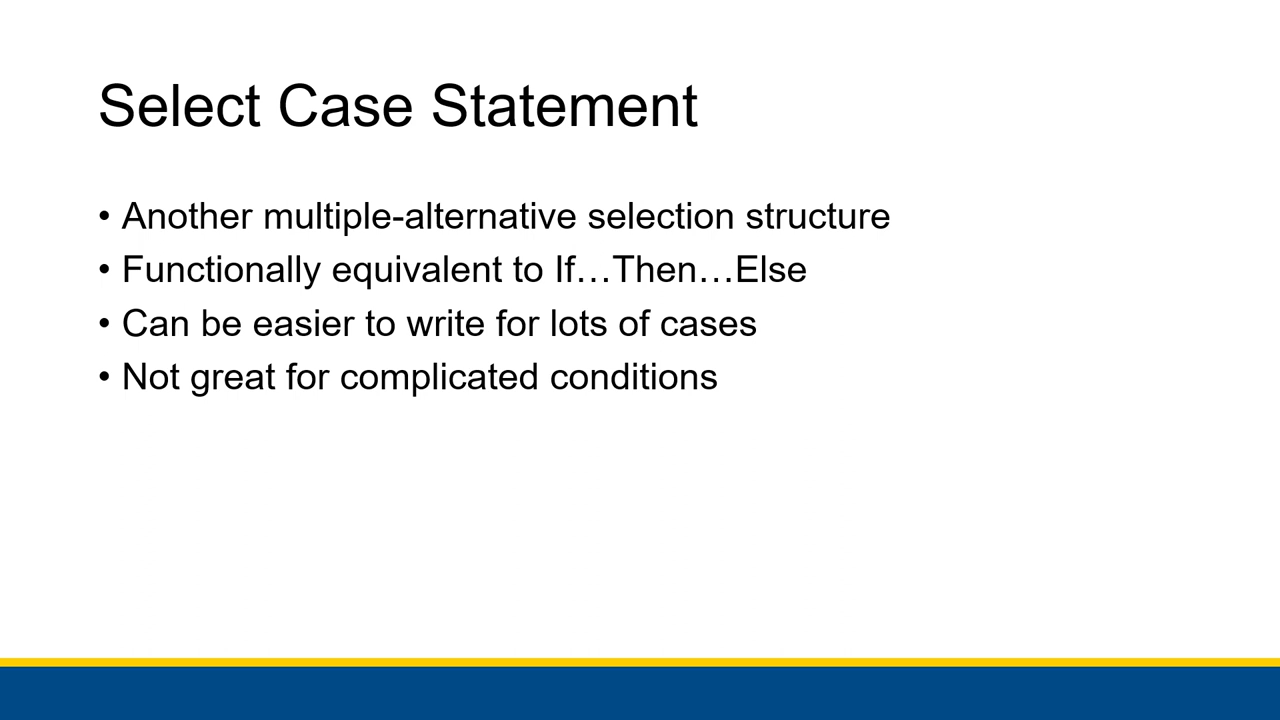 Select Case Statement
• Another multiple-alternative selection structure
• Functionally equivalent to If…Then…Else
• Can be easier to write for lots of cases
• Not great for complicated conditions